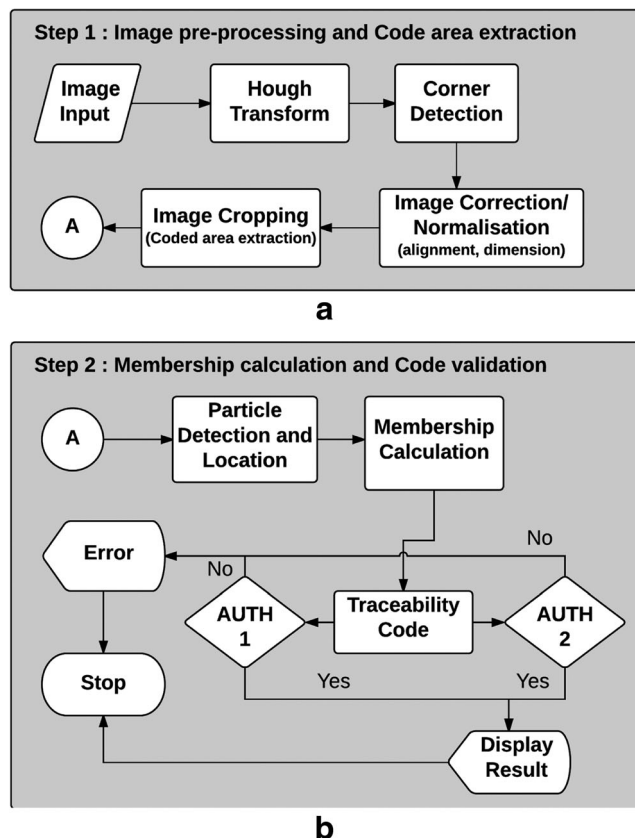 Step 1 : Image pre-processing and Code area extraction
Image
Input
Hough
Transform
Corner
Detection
A
Image Cropping
(Coded area extraction)
Image Correction/
Normalisation
(alignment, dimension)
a
Step 2 : Membership calculation and Code validation
A
Particle
Detection and
Location
Membership
Calculation
Error
No
No
AUTH
1
Traceability
Code
AUTH
2
Stop
Yes
Yes
Display
Result
b